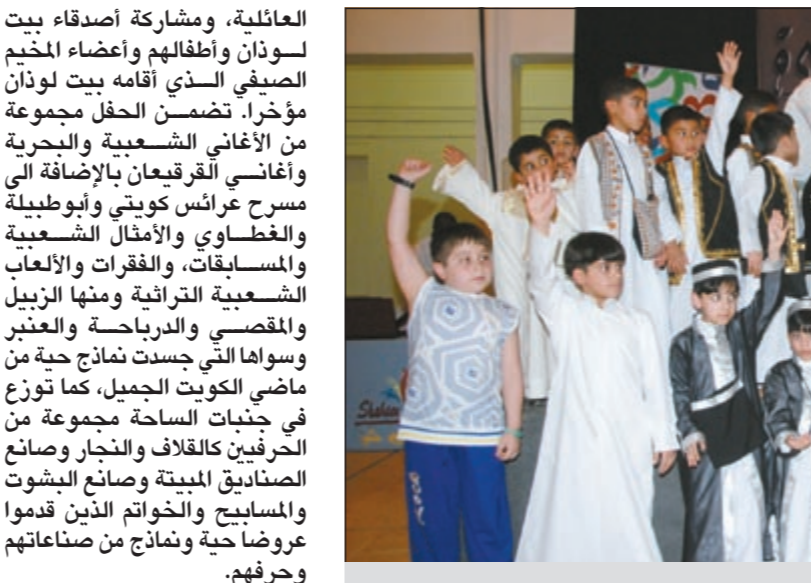 العائلية، ومشاركة أصدقاء بيت
لوذان وأطفالهم وأعضاء المخيم
الصيفي الذي أقامه بيت لوذان
مؤخرا. تضمن الحفل مجموعة
من الأغاني الشعبية والبحرية
وأغاني القرقيعان بالإضافة الى
مسرح عرائس كويتي وأبوطبيلة
والغطاوي والأمثال الشعبية
والمسابقات، والفقرات والألعاب
الشعبية التراثية ومنها الزبيل
والمقصي والدرباحة والعنبر
وسواها التي جسدت نماذج حية من
ماضي الكويت الجميل، كما توزع
في جنبات الساحة مجموعة من
الحرفيين كالقلاف والنجار وصانع
الصناديق المبيتة وصانع البشوت
والمسابيح والخواتم الذين قدموا
عروضا حية ونماذج من صناعاتهم
وحرفهم.